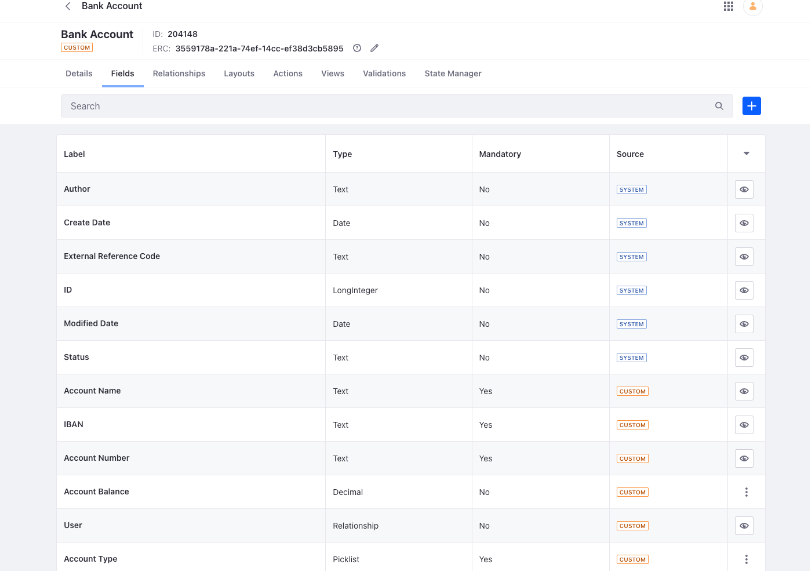 Bank Account
Bank Account ID: 204148
CUSTOM ERC: 3559178a-221a-74ef-14cc-ef38d3cb5895
Details Fields Relationships Layouts Actions Views Validations State Manager
Search
Label Type Mandatory Source
Author Text No SYSTEM
Create Date Date No SYSTEM
External Reference Code Text No SYSTEM
ID LongInteger No SYSTEM
Modified Date Date No SYSTEM
Status Text No SYSTEM
Account Name Text Yes CUSTOM
IBAN Text Yes CUSTOM
Account Number Text Yes CUSTOM
Account Balance Decimal No CUSTOM
User Relationship No CUSTOM
Account Type Picklist Yes CUSTOM